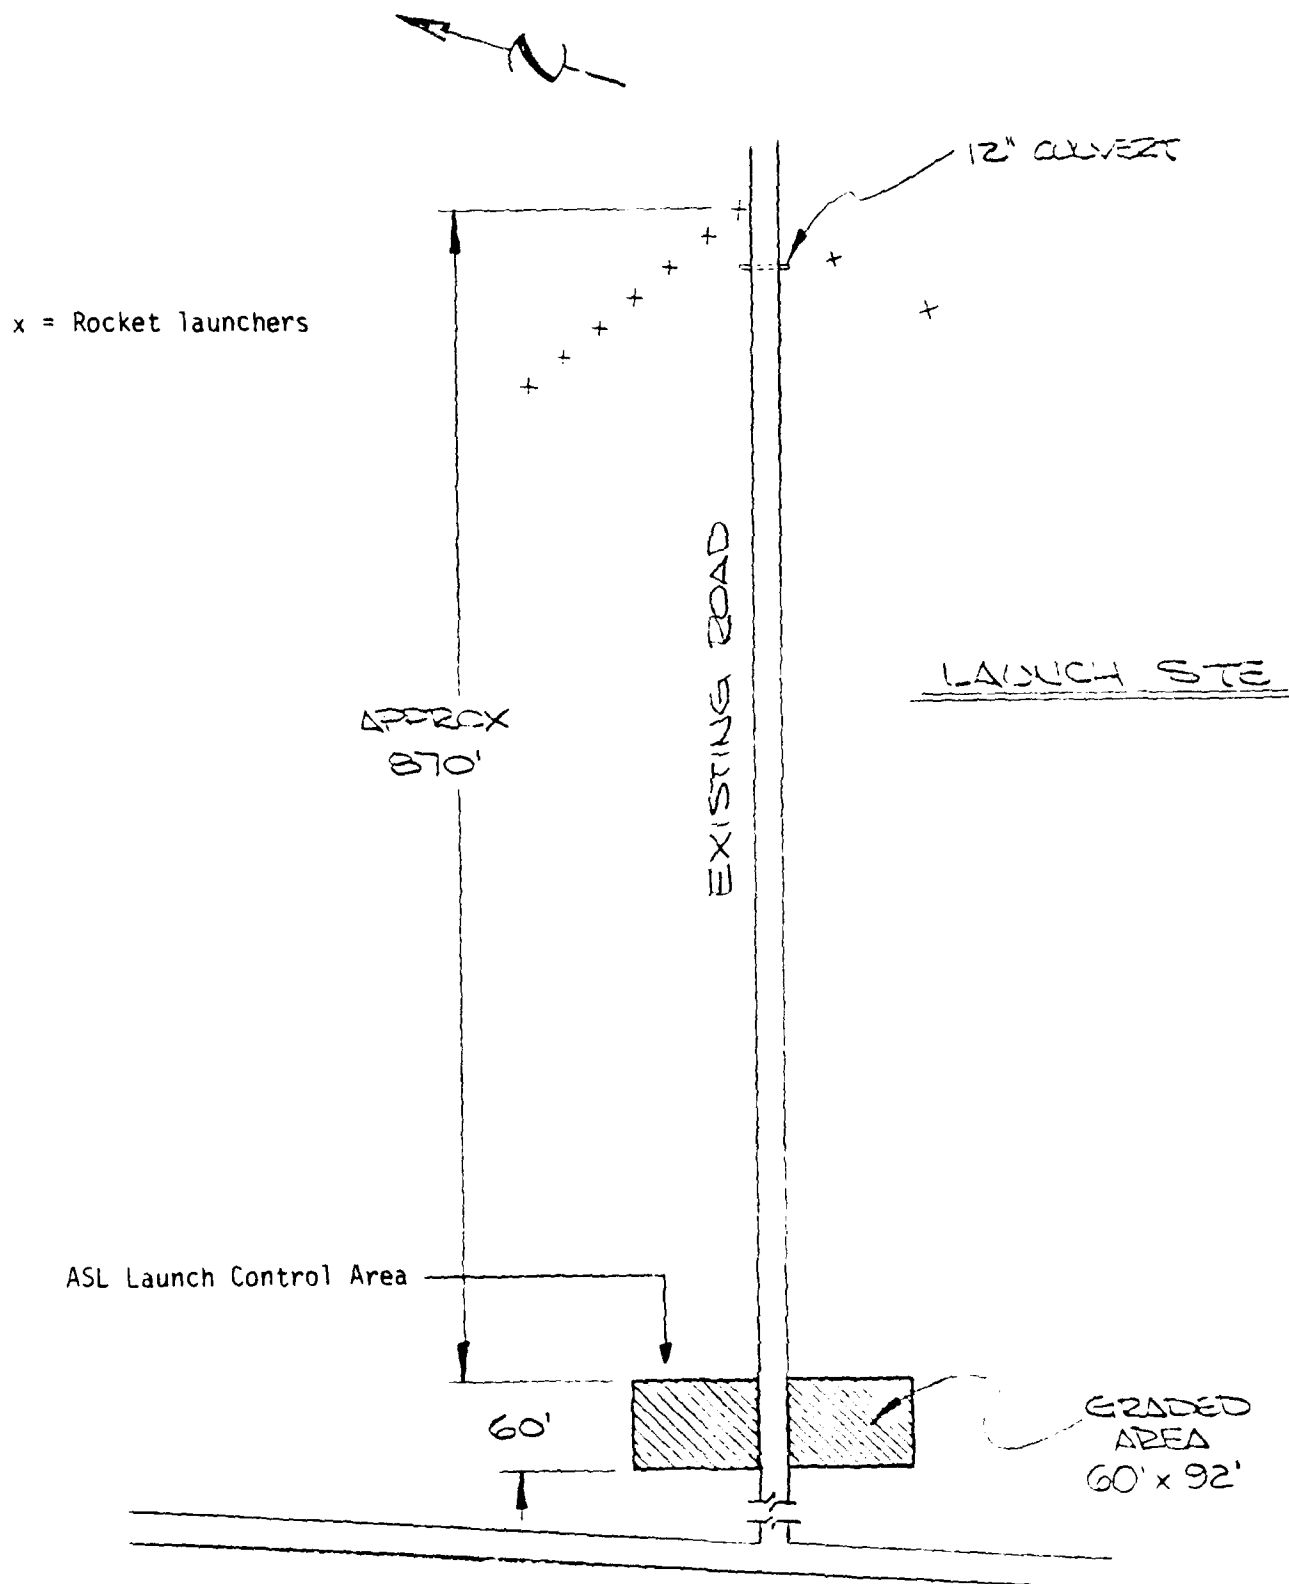 N
12" CULVERT
x = Rocket launchers
EXISTING ROAD
LAUNCH SITE
APPROX
870'
ASL Launch Control Area
60'
GRADED
AREA
60' x 92'